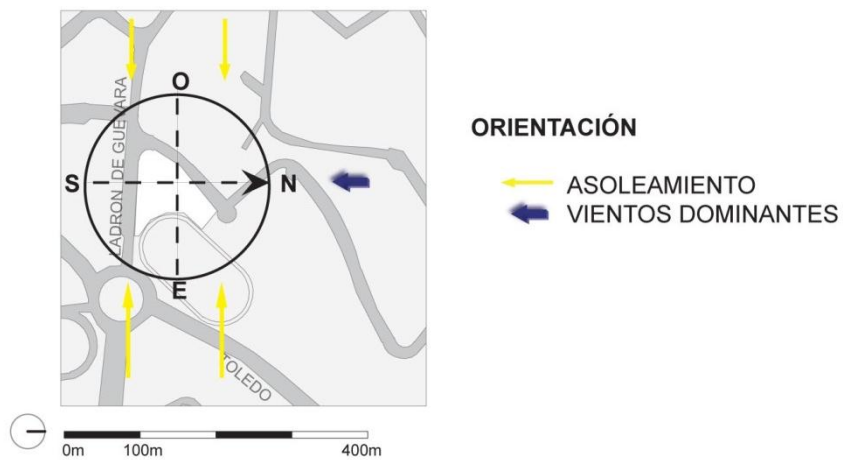 O
LADRON DE GUEVARA
S
N
E
TOLEDO
ORIENTACIÓN
ASOLEAMIENTO
VIENTOS DOMINANTES
0m 100m 400m